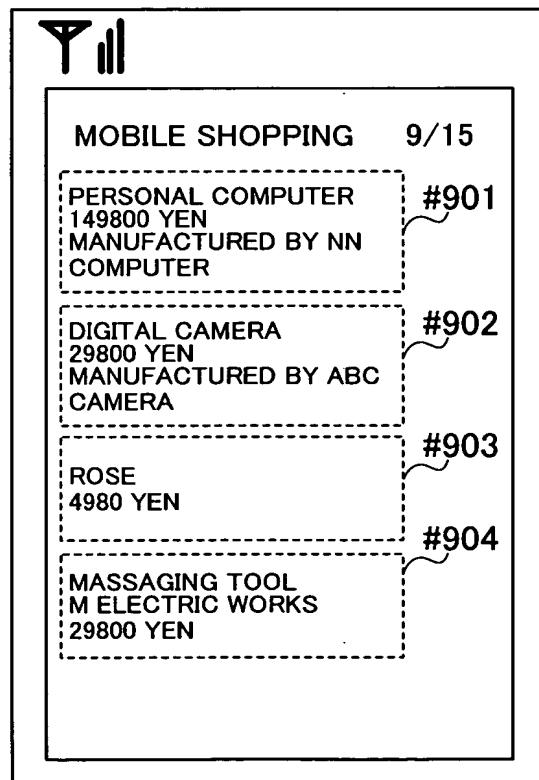 MOBILE SHOPPING 9/15
PERSONAL COMPUTER
149800 YEN
MANUFACTURED BY NN
COMPUTER
#901
DIGITAL CAMERA
29800 YEN
MANUFACTURED BY ABC
CAMERA
#902
ROSE
4980 YEN
#903
MASSAGING TOOL
M ELECTRIC WORKS
29800 YEN
#904